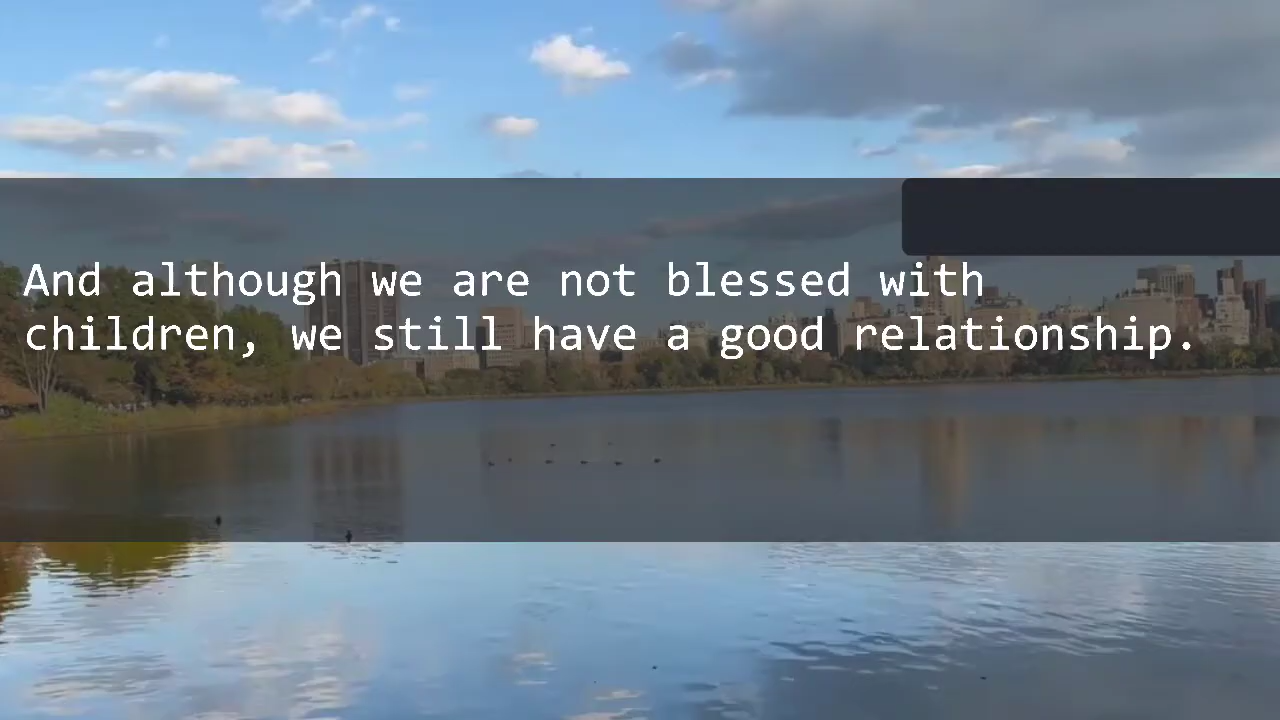 And although we are not blessed with
children, we still have a good relationship.